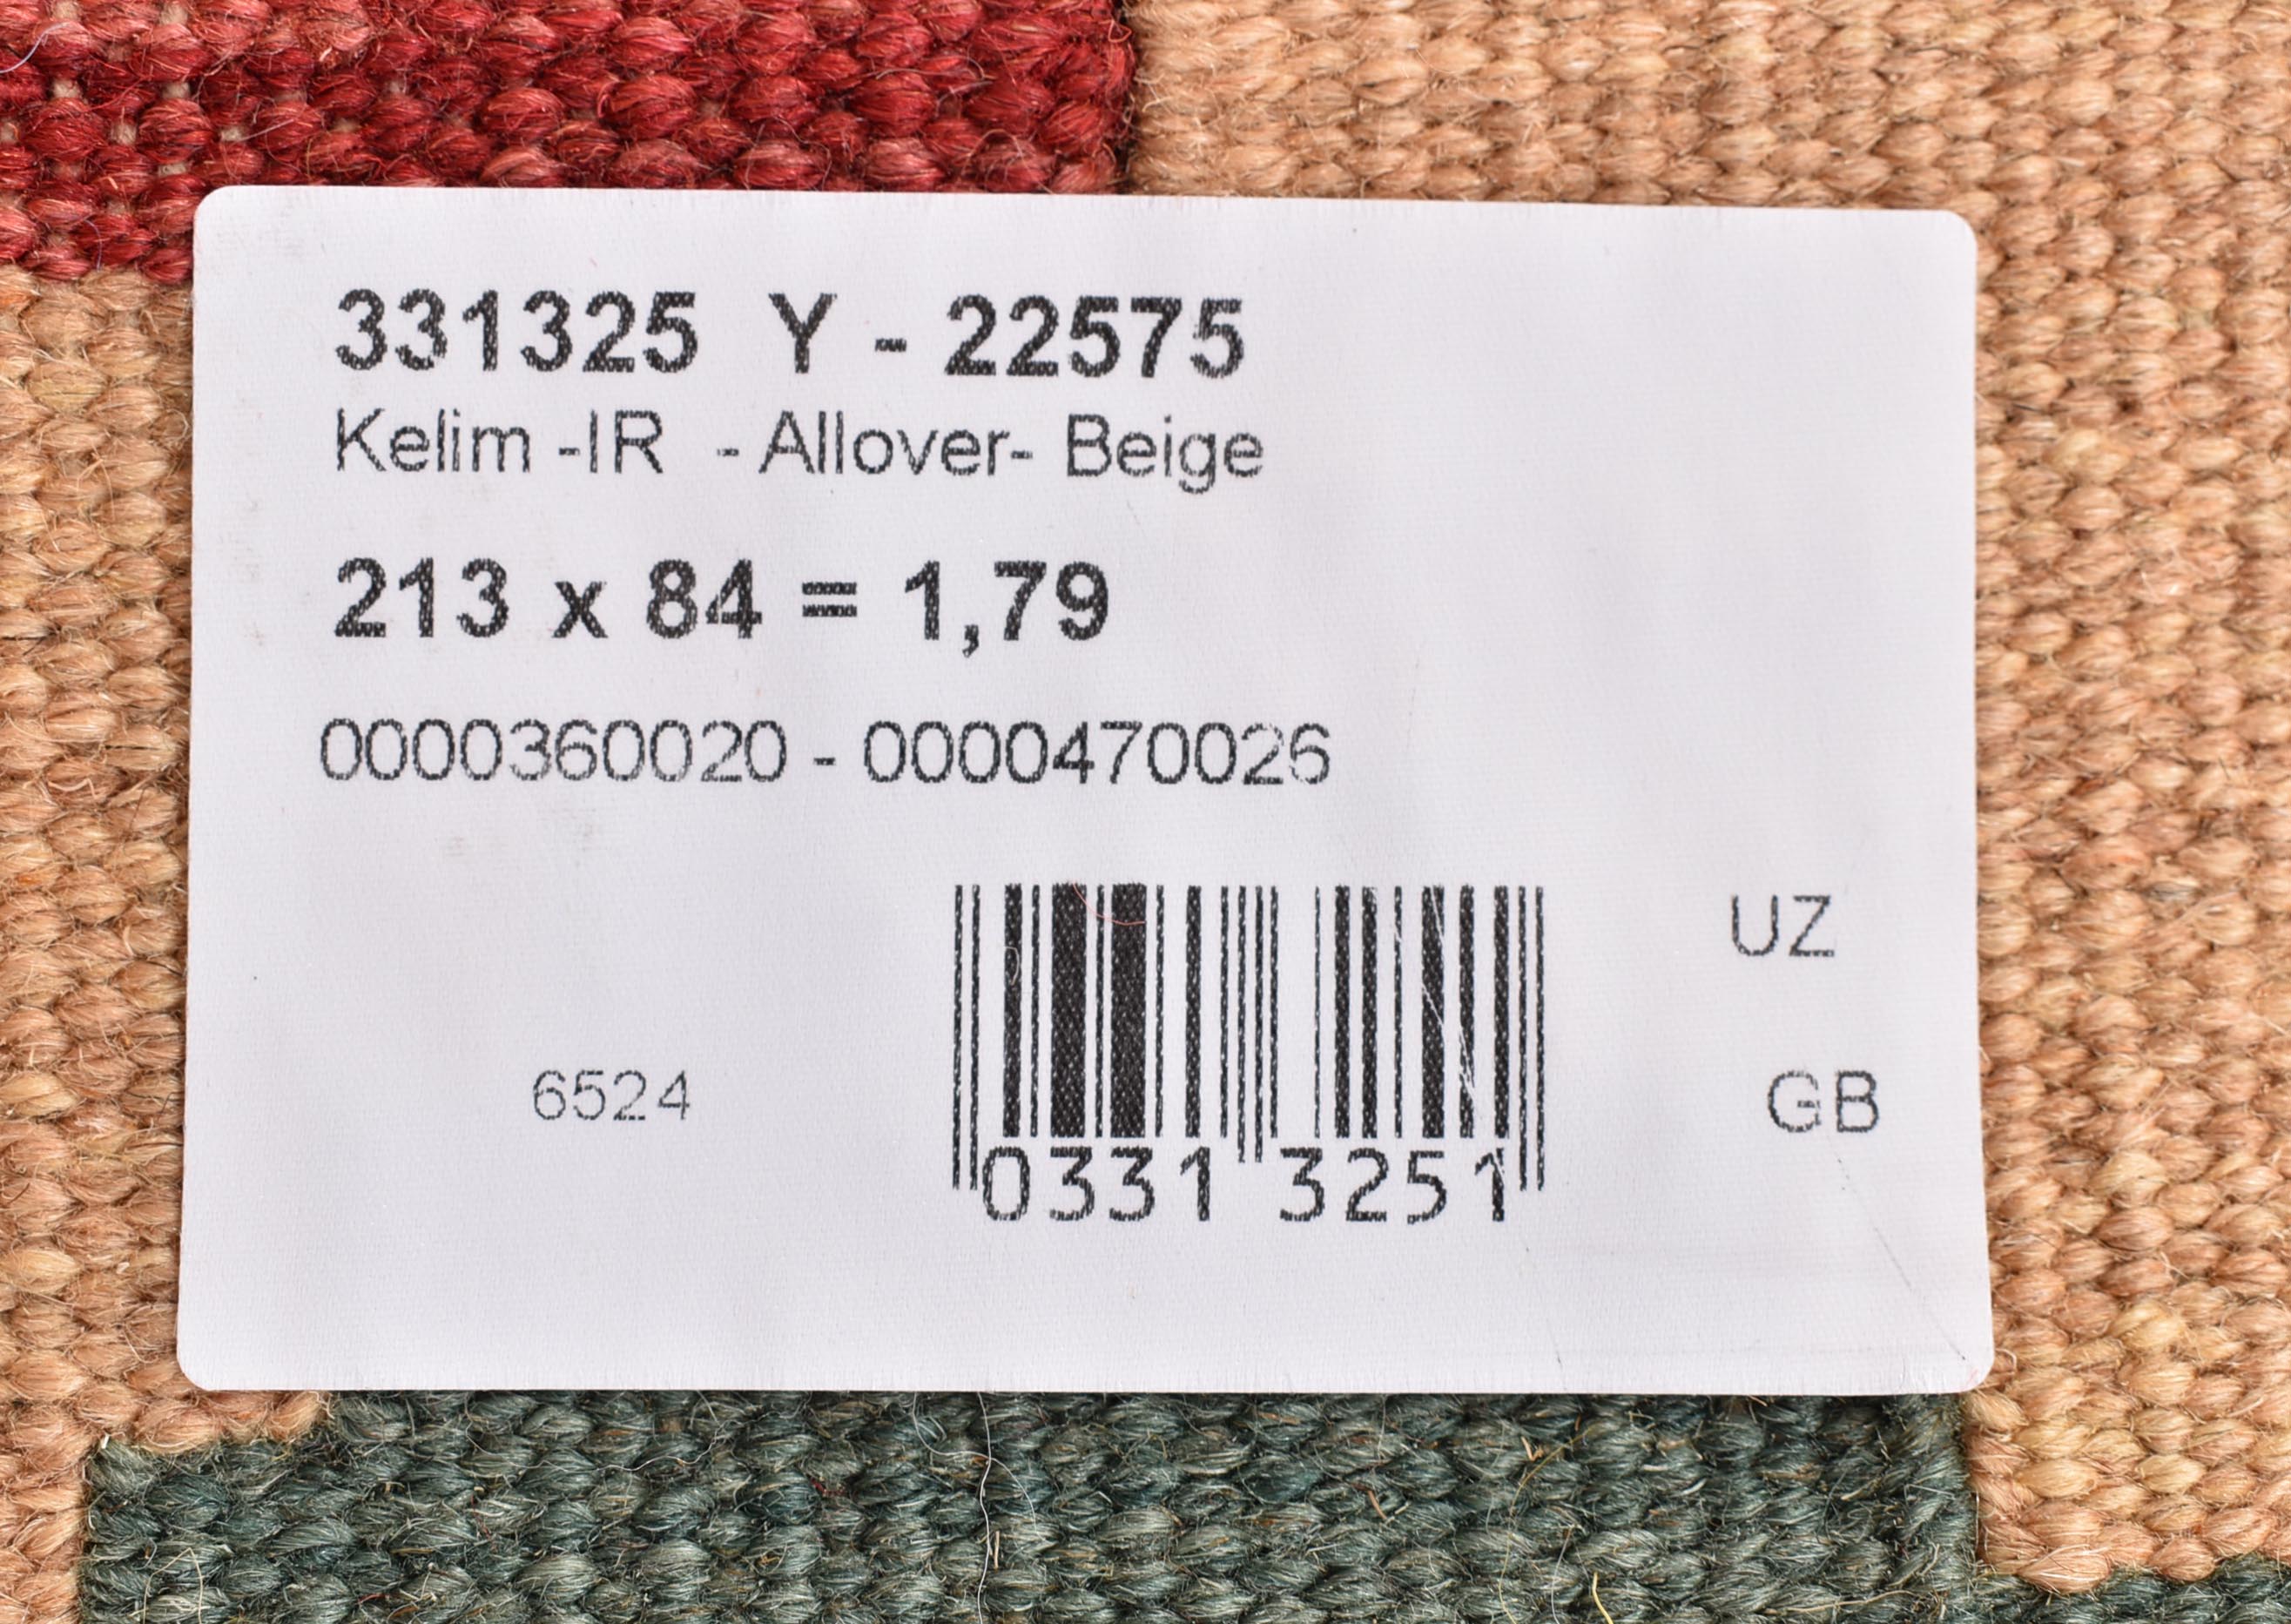 331325 Y - 22575
Kelim -IR - Allover- Beige
213 x 84 = 1,79
0000360020 - 0000470026
UZ
6524
GB
0331 3251